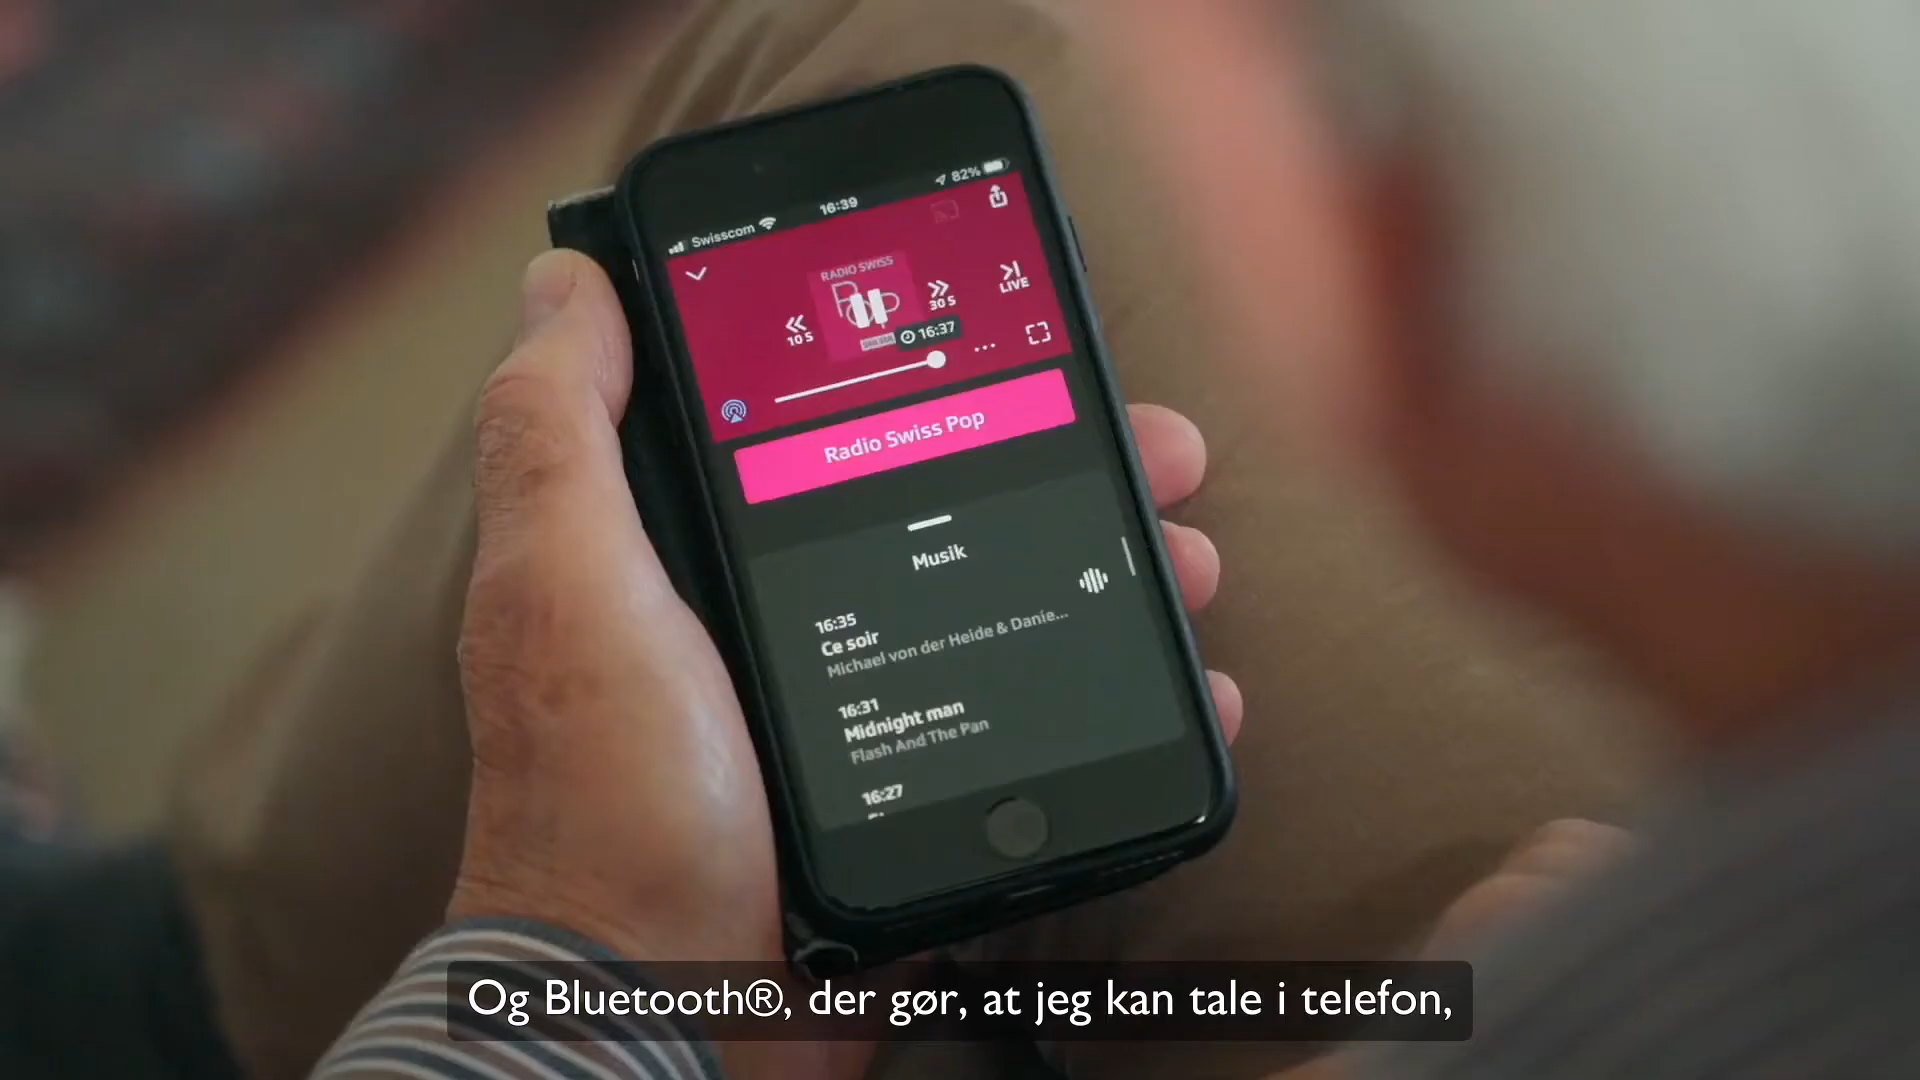 Swisscom
16:39
82%
RADIO SWISS
POP
10 S
30 S
LIVE
16:37
Radio Swiss Pop
Musik
16:35
Ce soir
Michael von der Heide & Danie...
16:31
Midnight man
Flash And The Pan
16:27
Og Bluetooth®, der gør, at jeg kan tale i telefon,